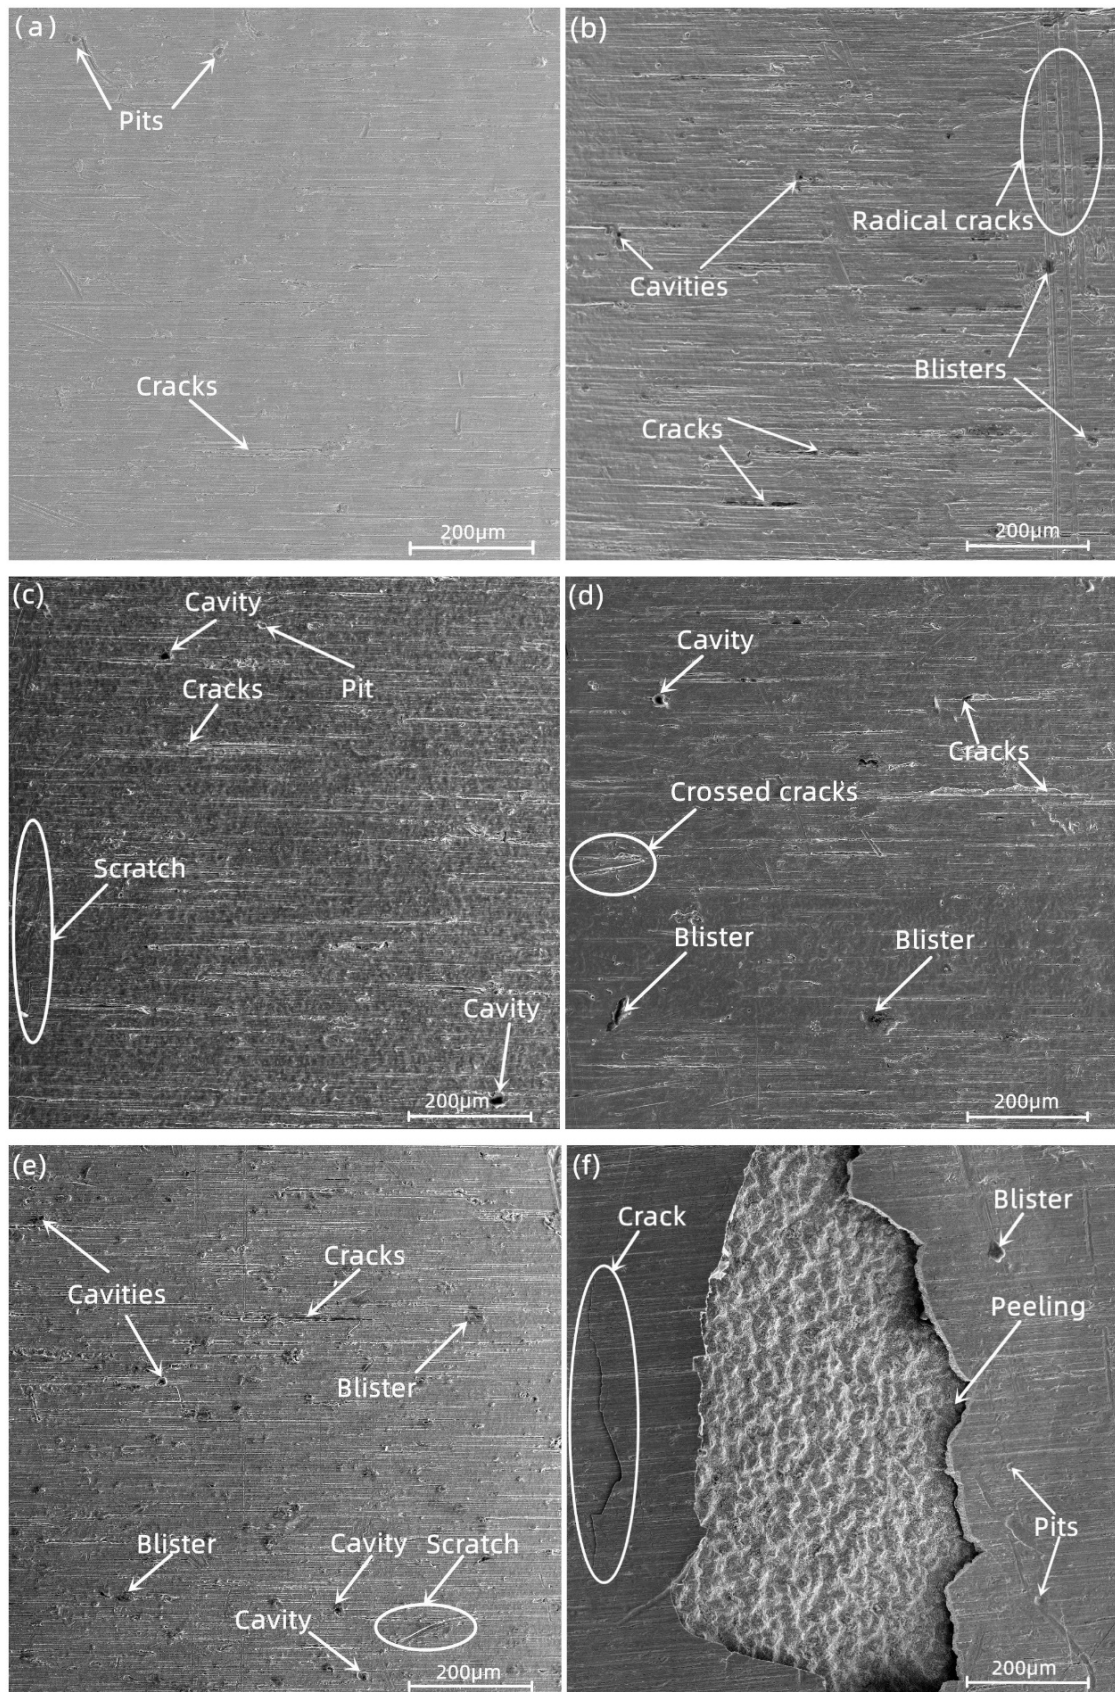 (a)
Pits
Cracks
200μm
(b)
Radical cracks
Cavities
Blisters
Cracks
200μm
(c)
Cavity
Pit
Cracks
Scratch
Cavity
200μm
(d)
Cavity
Cracks
Crossed cracks
Blister
Blister
200μm
(e)
Cracks
Cavities
Blister
Blister
Cavity
Scratch
Cavity
200μm
(f)
Blister
Crack
Peeling
Pits
200μm